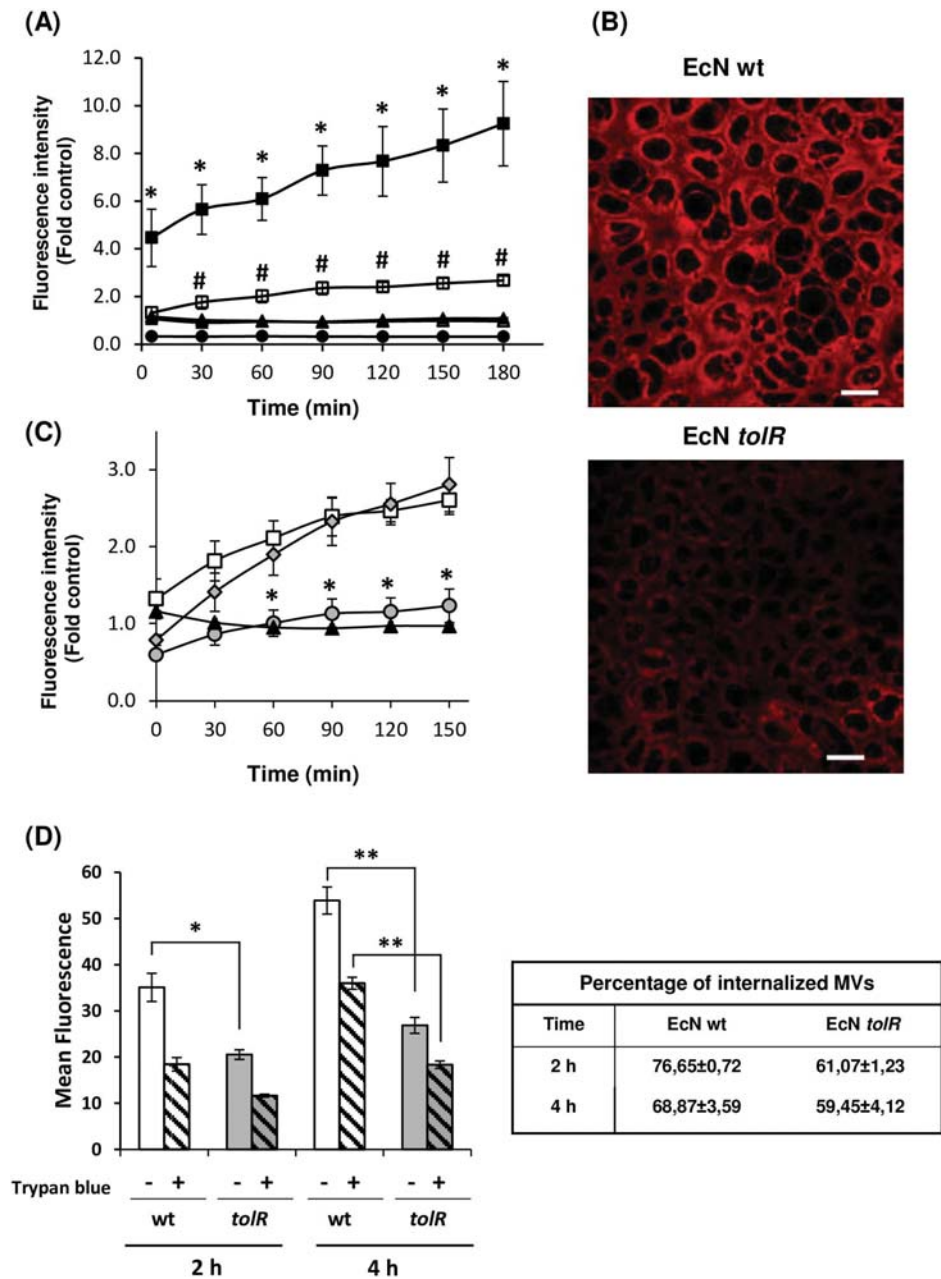 (A)
Fluorescence intensity
(Fold control)
12.0
10.0
8.0
6.0
4.0
2.0
0.0
* * * * * * *
# # # # # #
0 30 60 90 120 150 180
Time (min)
(B)
EcN wt
EcN tolR
(C)
Fluorescence intensity
(Fold control)
3.0
2.0
1.0
0.0
* * * *
0 30 60 90 120 150
Time (min)
(D)
Mean Fluorescence
60
50
40
30
20
10
0
*
**
**
Trypan blue - + - + - + - +
wt tolR wt tolR
2 h 4 h
Percentage of internalized MVs
Time EcN wt EcN tolR
2 h 76,65±0,72 61,07±1,23
4 h 68,87±3,59 59,45±4,12